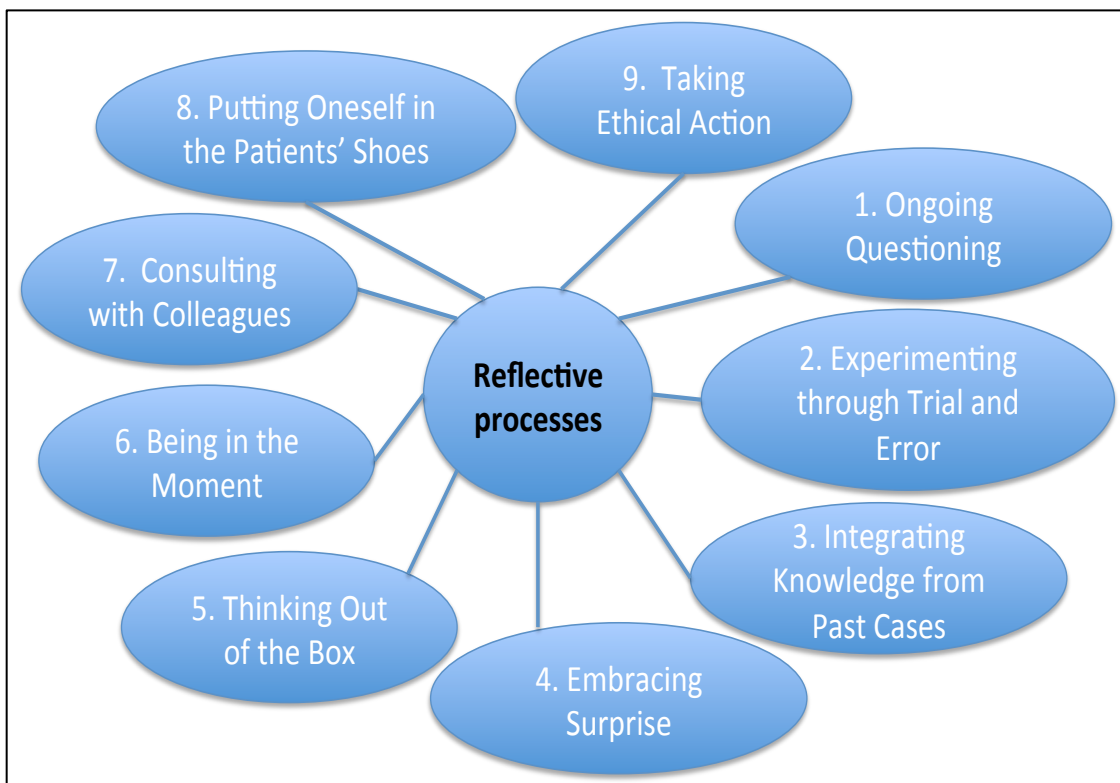 Reflective
processes
1. Ongoing
Questioning
2. Experimenting
through Trial and
Error
3. Integrating
Knowledge from
Past Cases
4. Embracing
Surprise
5. Thinking Out
of the Box
6. Being in the
Moment
7. Consulting
with Colleagues
8. Putting Oneself in
the Patients’ Shoes
9. Taking
Ethical Action